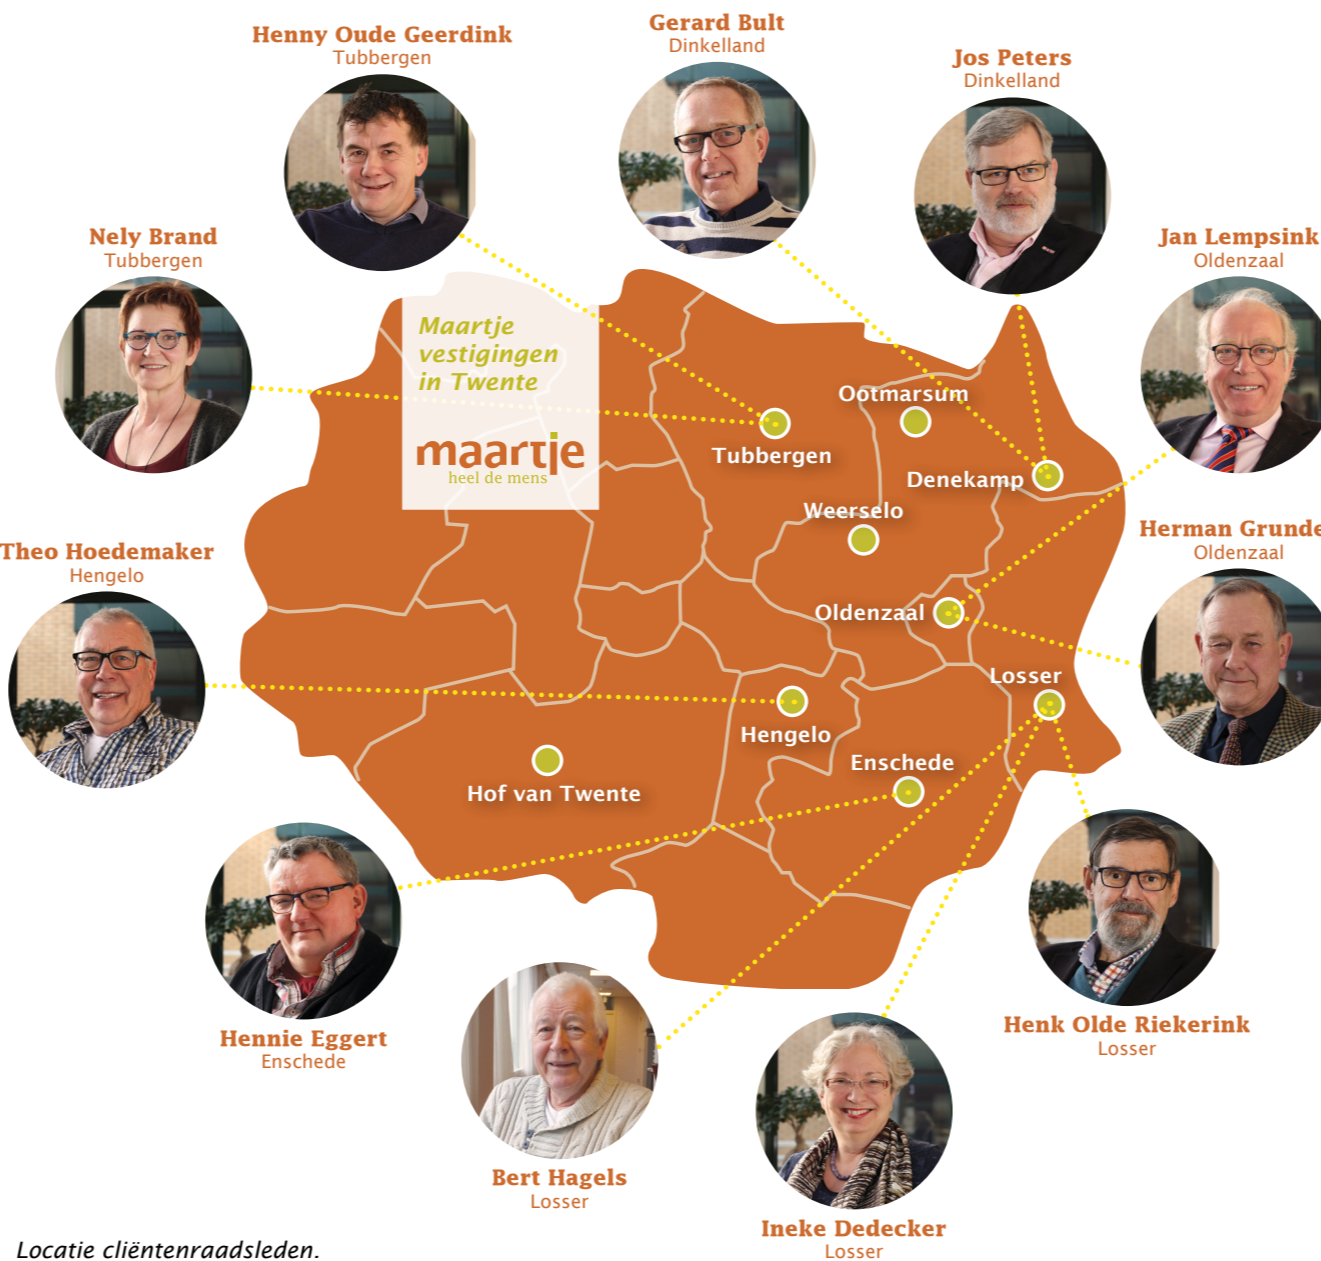 Henny Oude Geerdink
Tubbergen
Gerard Bult
Dinkelland
Jos Peters
Dinkelland
Nely Brand
Tubbergen
Jan Lempsink
Oldenzaal
Maartje
vestigingen
in Twente
maartje
heel de mens
Ootmarsum
Tubbergen
Denekamp
Weerselo
Theo Hoedemaker
Hengelo
Herman Grunde
Oldenzaal
Oldenzaal
Losser
Hengelo
Enschede
Hof van Twente
Hennie Eggert
Enschede
Henk Olde Riekerink
Losser
Bert Hagels
Losser
Ineke Dedecker
Losser
Locatie cliëntenraadsleden.